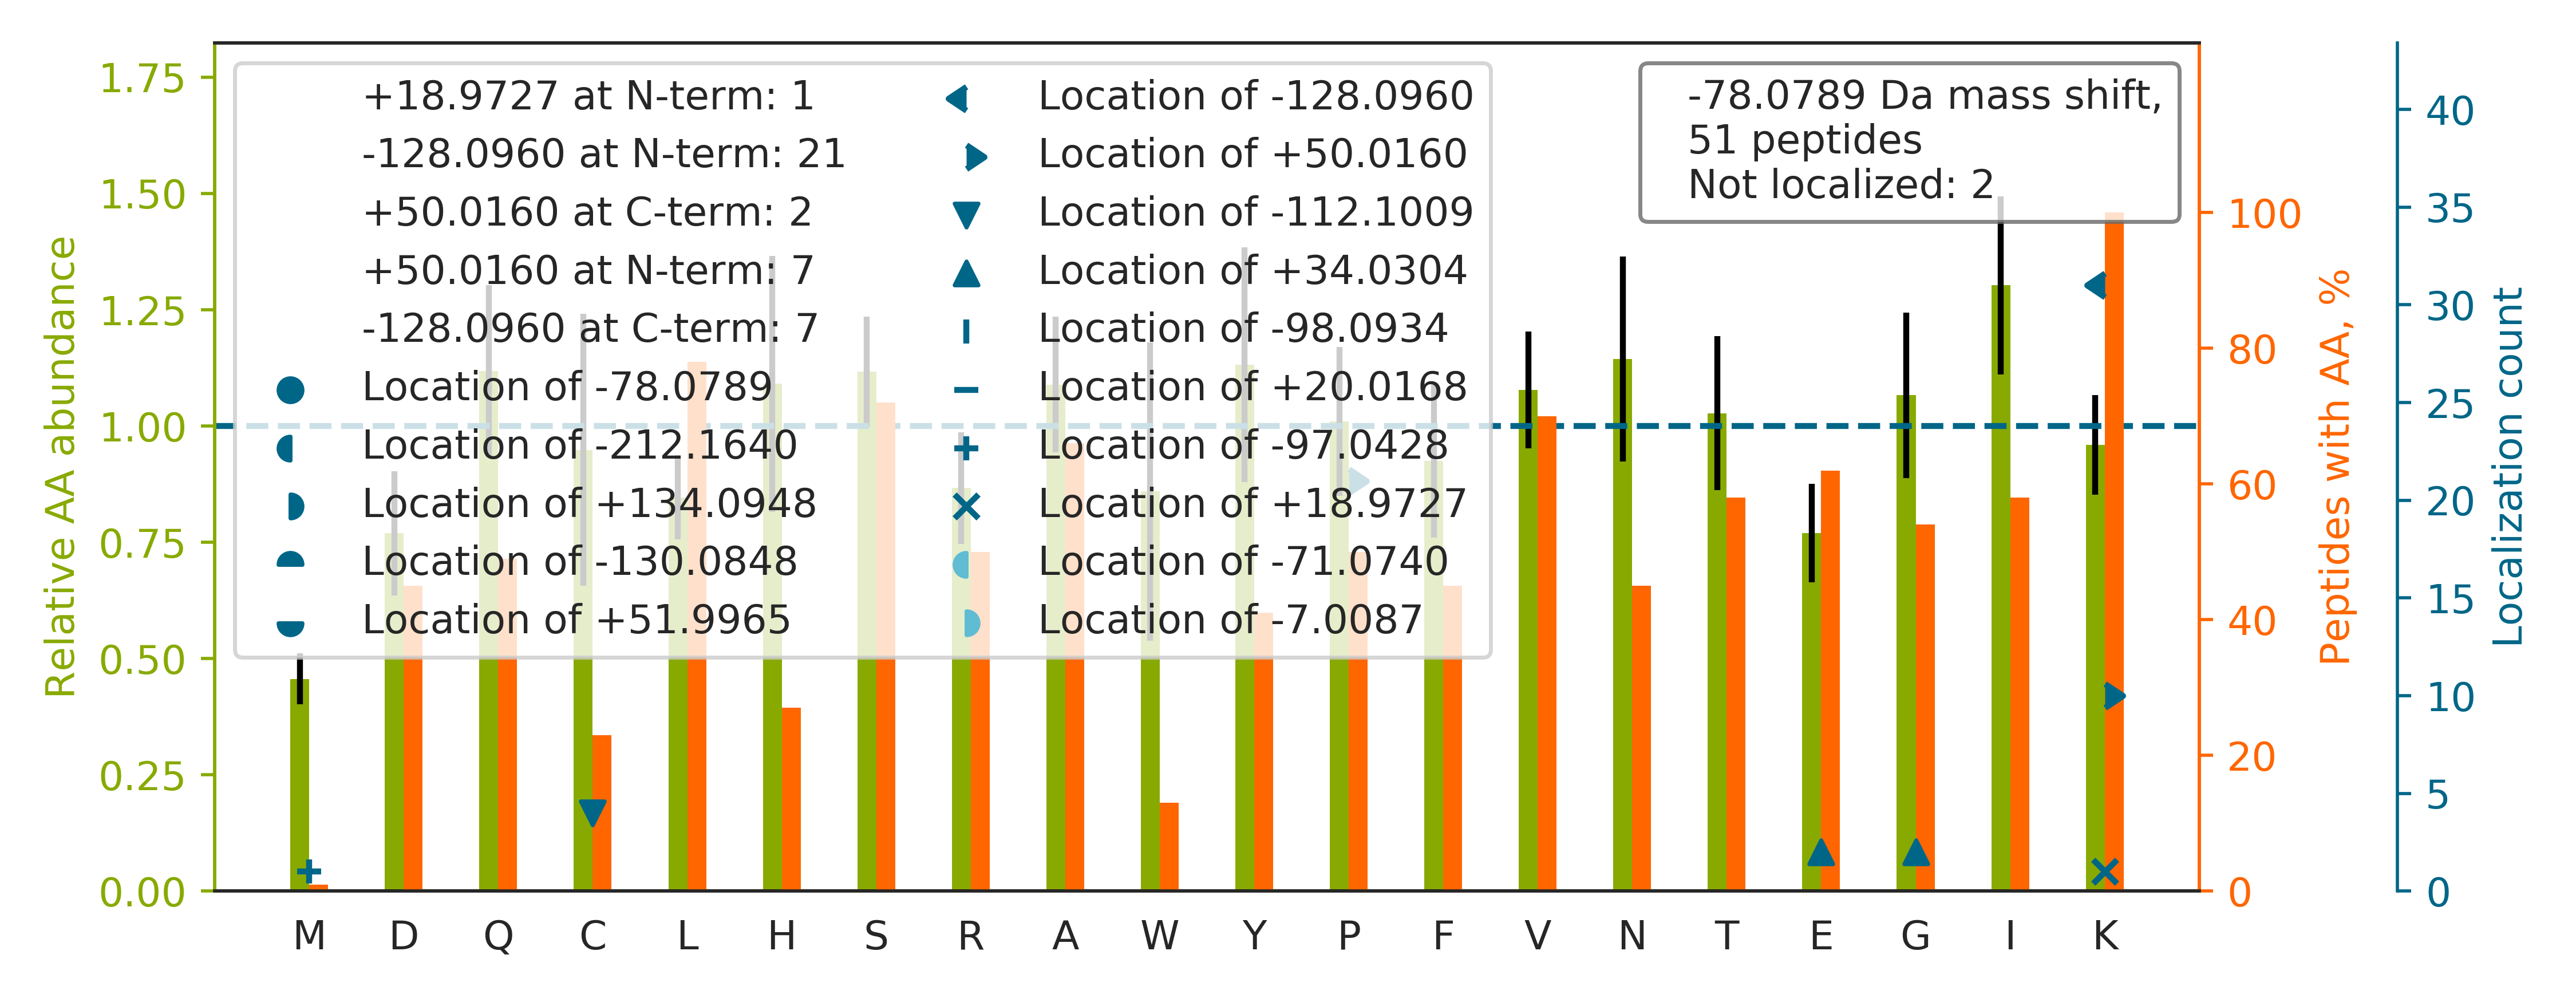 Relative AA abundance
1.75
1.50
1.25
1.00
0.75
0.50
0.25
0.00
+18.9727 at N-term: 1
-128.0960 at N-term: 21
+50.0160 at C-term: 2
+50.0160 at N-term: 7
-128.0960 at C-term: 7
Location of -78.0789
Location of -212.1640
Location of +134.0948
Location of -130.0848
Location of +51.9965
Location of -128.0960
Location of +50.0160
Location of -112.1009
Location of +34.0304
Location of -98.0934
Location of +20.0168
Location of -97.0428
Location of +18.9727
Location of -71.0740
Location of -7.0087
-78.0789 Da mass shift,
51 peptides
Not localized: 2
M D Q C L H S R A W Y P F V N T E G I K
100
80
60
40
20
0
Peptides with AA, %
40
35
30
25
20
15
10
5
0
Localization count